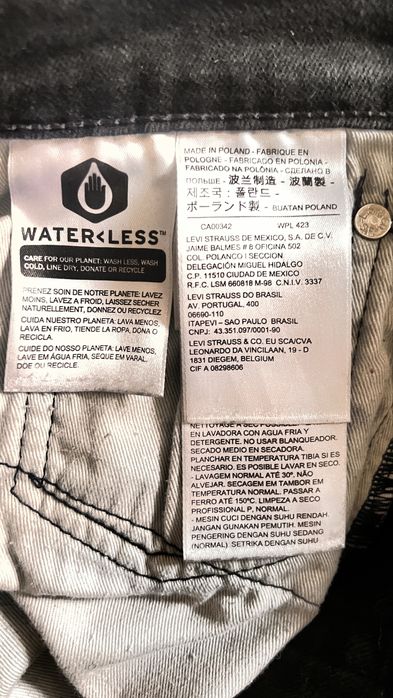 WATER<LESS™
CARE FOR OUR PLANET: WASH LESS, WASH
COLD, LINE DRY, DONATE OR RECYCLE
PRENEZ SOIN DE NOTRE PLANETE: LAVEZ
MOINS, LAVEZ A FROID, LAISSEZ SECHER
NATURELLEMENT, DONNEZ OU RECYCLEZ
CUIDA NUESTRO PLANETA: LAVA MENOS,
LAVA EN FRIO, TIENDE LA ROPA, DONA O
RECICLA.
CUIDE DO NOSSO PLANETA: LAVE MENOS,
LAVE EM ÁGUA FRIA, SEQUE EM VARAL,
DOE OU RECICLE.
MADE IN POLAND - FABRIQUE EN
POLOGNE - FABRICADO EN POLONIA -
FABRICADO NA POLÔNIA - СДЕЛАНО В
ПОЛЬШЕ - 波兰制造 - 波蘭製 -
제조국 : 폴란드 -
ポーランド製 - BUATAN POLAND
CA00342 WPL 423
LEVI STRAUSS DE MEXICO, S.A. DE C.V.
JAIME BALMES # 8 OFICINA 502
COL. POLANCO I SECCION
DELEGACIÓN MIGUEL HIDALGO
C.P. 11510 CIUDAD DE MEXICO
R.F.C. LSM 660818 M-98 C.N.I.V. 3337
LEVI STRAUSS DO BRASIL
AV. PORTUGAL, 400
06690-110
ITAPEVI – SAO PAULO BRASIL
CNPJ: 43.351.097/0001-90
LEVI STRAUSS & CO. EU SCA/CVA
LEONARDO DA VINCILAAN, 19 - D
1831 DIEGEM, BELGIUM
CIF A 08298606
NETTOYAGE A SEC POSSIBLE
EN LAVADORA CON AGUA FRIA Y
DETERGENTE. NO USAR BLANQUEADOR.
SECADO MEDIO EN SECADORA.
PLANCHAR EN TEMPERATURA TIBIA SI ES
NECESARIO. ES POSIBLE LAVAR EN SECO.
- LAVAGEM NORMAL ATÉ 30º, NÃO
ALVEJAR. SECAGEM EM TAMBOR EM
TEMPERATURA NORMAL. PASSAR A
FERRO ATÉ 150ºC. LIMPEZA A SECO
PROFISSIONAL P, NORMAL.
- MESIN CUCI DENGAN SUHU RENDAH.
JANGAN GUNAKAN PEMUTIH. MESIN
PENGERING DENGAN SUHU SEDANG
(NORMAL). SETRIKA DENGAN SUHU